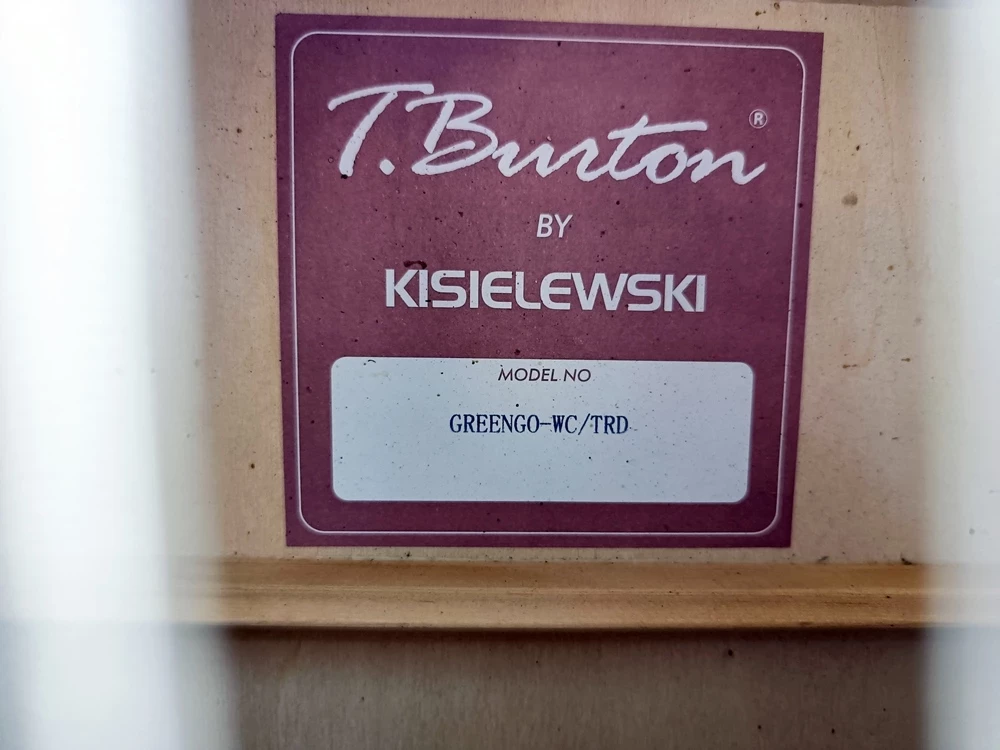 T.Burton ®
BY
KISIELEWSKI
MODEL NO
GREENGO-WC/TRD